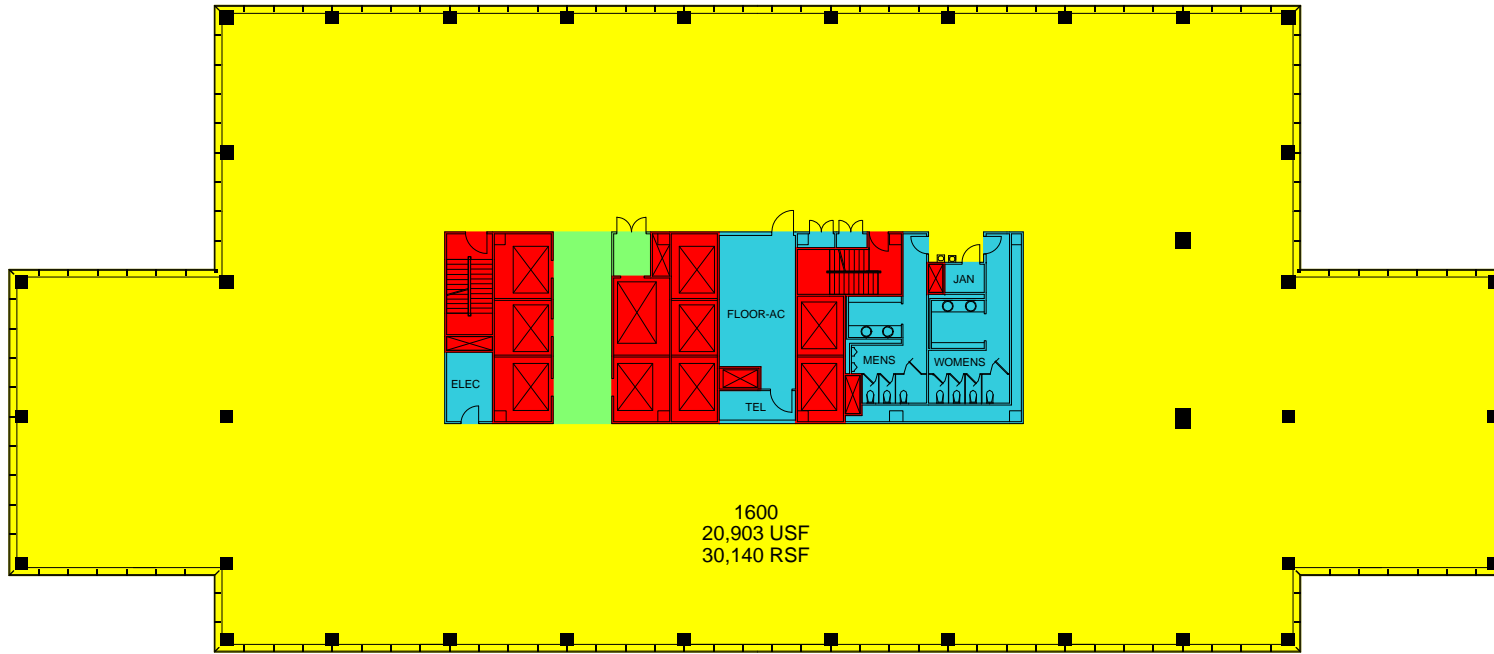 JAN
FLOOR-AC
MENS
WOMENS
ELEC
TEL
1600
20,903 USF
30,140 RSF